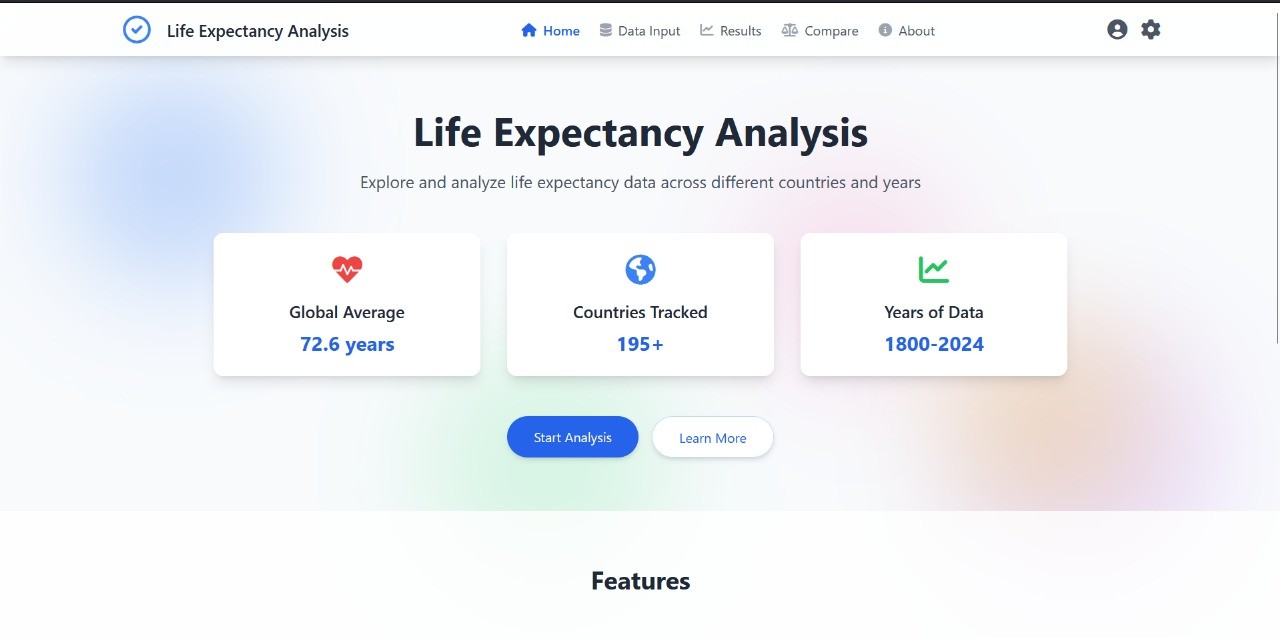 Life Expectancy Analysis Home Data Input Results Compare About
Life Expectancy Analysis
Explore and analyze life expectancy data across different countries and years
Global Average
72.6 years
Countries Tracked
195+
Years of Data
1800-2024
Start Analysis Learn More
Features